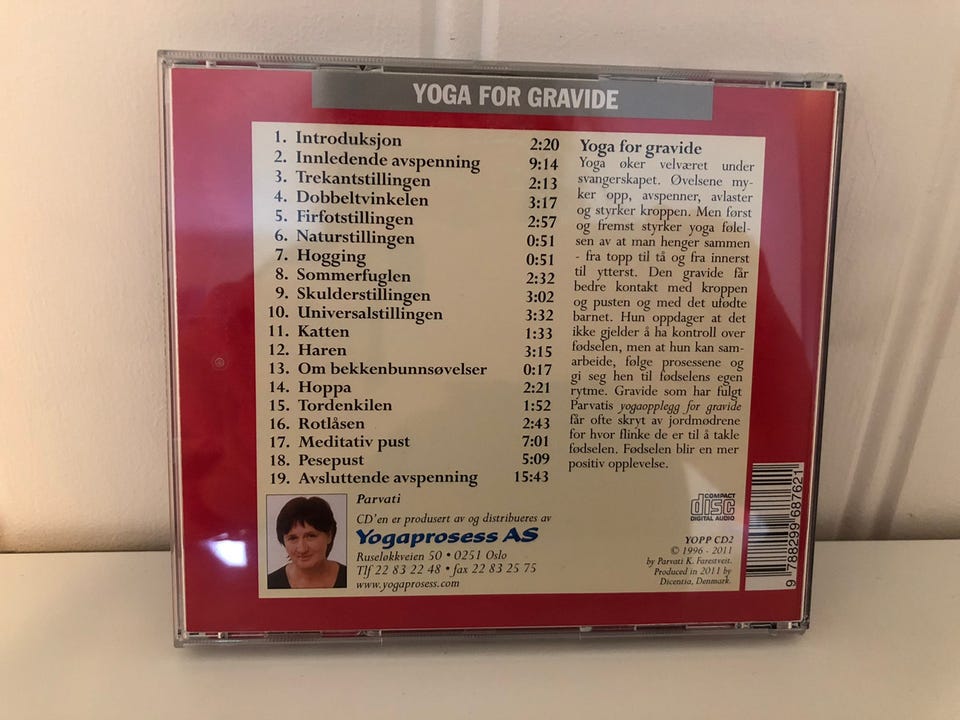 YOGA FOR GRAVIDE
1. Introduksjon 2:20
2. Innledende avspenning 9:14
3. Trekantstillingen 2:13
4. Dobbeltvinkelen 3:17
5. Firfotstillingen 2:57
6. Naturstillingen 0:51
7. Hogging 0:51
8. Sommerfuglen 2:32
9. Skulderstillingen 3:02
10. Universalstillingen 3:32
11. Katten 1:33
12. Haren 3:15
13. Om bekkenbunnsøvelser 0:17
14. Hoppa 2:21
15. Tordenkilen 1:52
16. Rotlåsen 2:43
17. Meditativ pust 7:01
18. Pesepust 5:09
19. Avsluttende avspenning 15:43
Yoga for gravide
Yoga øker velværet under
svangerskapet. Øvelsene my-
ker opp, avspenner, avlaster
og styrker kroppen. Men først
og fremst styrker yoga følel-
sen av at man henger sammen
- fra topp til tå og fra innerst
til ytterst. Den gravide får
bedre kontakt med kroppen
og pusten og med det ufødte
barnet. Hun oppdager at det
ikke gjelder å ha kontroll over
fødselen, men at hun kan sam-
arbeide, følge prosessene og
gi seg hen til fødselens egen
rytme. Gravide som har fulgt
Parvatis yogaopplegg for gravide
får ofte skryt av jordmødrene
for hvor flinke de er til å takle
fødselen. Fødselen blir en mer
positiv opplevelse.
Parvati
CD'en er produsert av og distribueres av
Yogaprosess AS
Ruseløkkveien 50 • 0251 Oslo
Tlf 22 83 22 48 • fax 22 83 25 75
www.yogaprosess.com
COMPACT
disc
DIGITAL AUDIO
YOPP CD2
© 1996 - 2011
by Parvati K. Farestveit.
Produced in 2011 by
Dicentia, Denmark.
9 788299 687621